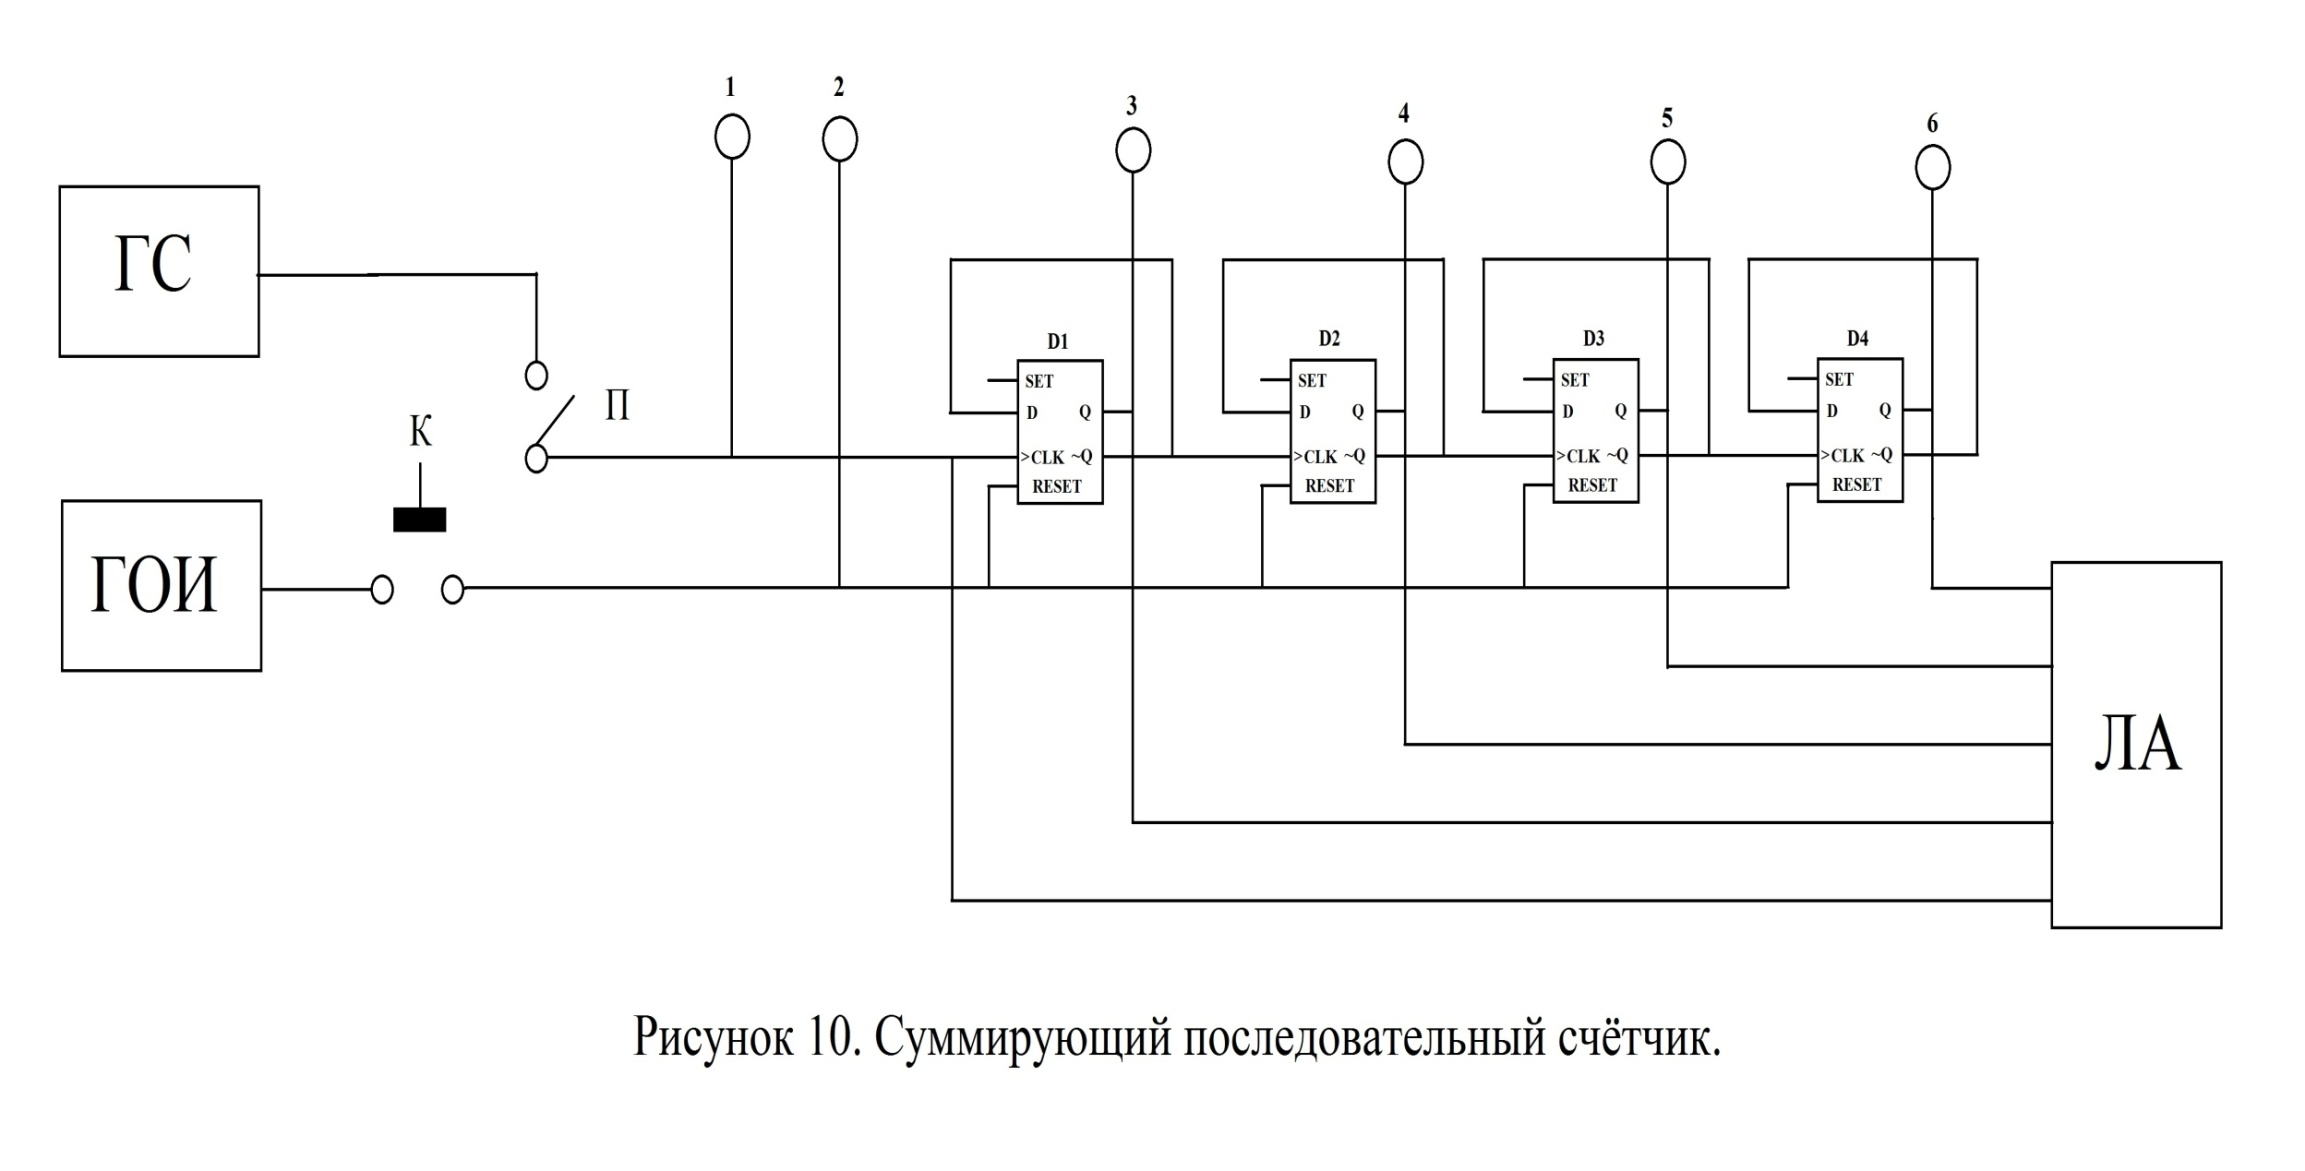 1 2 3 4 5 6
ГС
К
П
ГОИ
D1
SET
D Q
>CLK ~Q
RESET
D2
SET
D Q
>CLK ~Q
RESET
D3
SET
D Q
>CLK ~Q
RESET
D4
SET
D Q
>CLK ~Q
RESET
ЛА
Рисунок 10. Суммирующий последовательный счётчик.